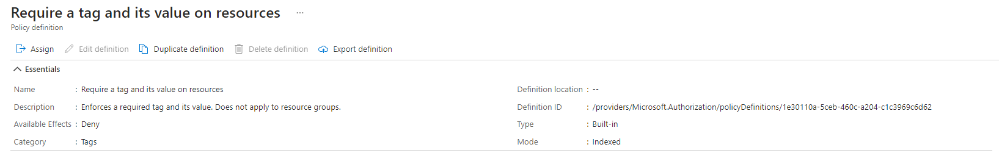 Require a tag and its value on resources ...
Policy definition
Assign Edit definition Duplicate definition Delete definition Export definition
Essentials
Name : Require a tag and its value on resources
Description : Enforces a required tag and its value. Does not apply to resource groups.
Available Effects : Deny
Category : Tags
Definition location : --
Definition ID : /providers/Microsoft.Authorization/policyDefinitions/1e30110a-5ceb-460c-a204-c1c3969c6d62
Type : Built-in
Mode : Indexed